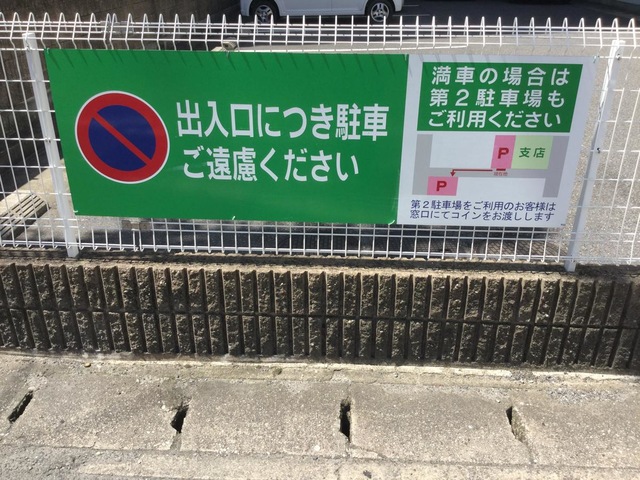 出入口につき駐車
ご遠慮ください
満車の場合は
第2駐車場も
ご利用ください
P
支店
P
第2駐車場をご利用のお客様は
窓口にてコインをお渡しします